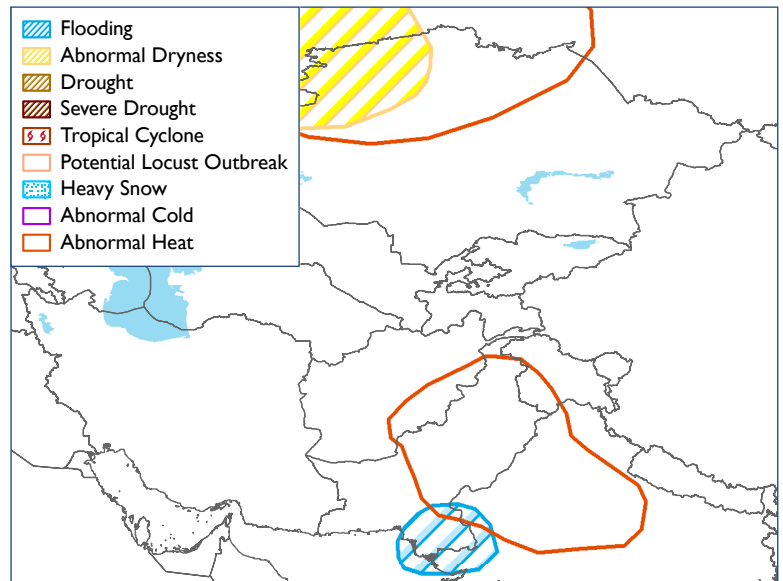 Flooding
Abnormal Dryness
Drought
Severe Drought
Tropical Cyclone
Potential Locust Outbreak
Heavy Snow
Abnormal Cold
Abnormal Heat